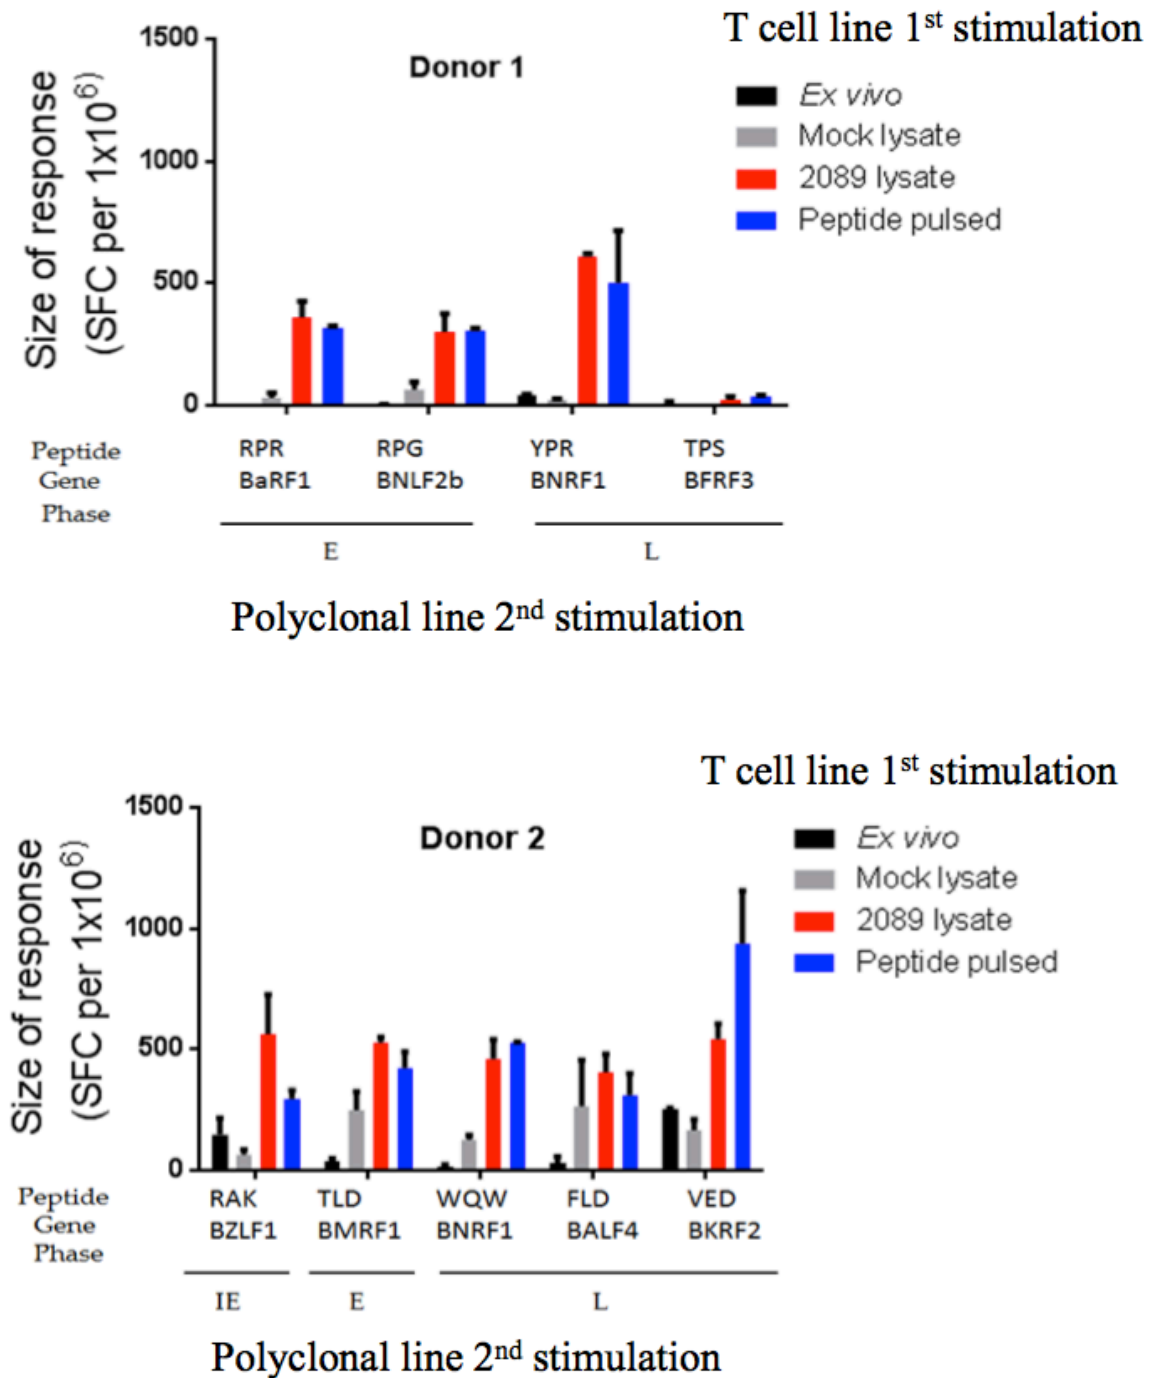 T cell line 1st stimulation
1500
1000
500
0
Size of response
(SFC per 1x10⁶)
Donor 1
Ex vivo
Mock lysate
2089 lysate
Peptide pulsed
Peptide RPR RPG YPR TPS
Gene BaRF1 BNLF2b BNRF1 BFRF3
Phase
E L
Polyclonal line 2nd stimulation
T cell line 1st stimulation
1500
1000
500
0
Size of response
(SFC per 1x10⁶)
Donor 2
Ex vivo
Mock lysate
2089 lysate
Peptide pulsed
Peptide RAK TLD WQW FLD VED
Gene BZLF1 BMRF1 BNRF1 BALF4 BKRF2
Phase
IE E L
Polyclonal line 2nd stimulation